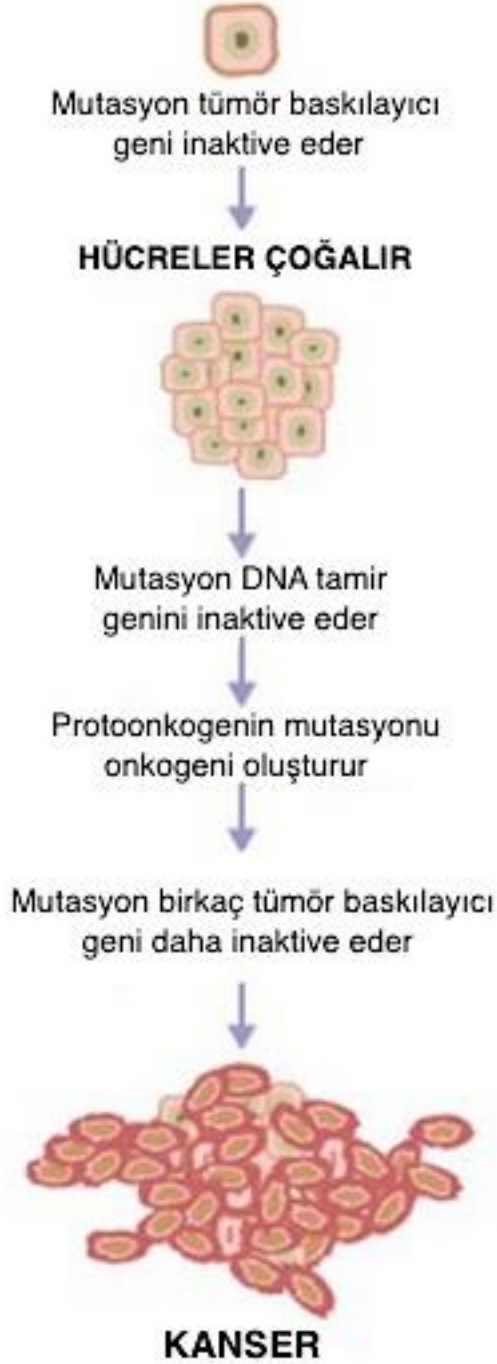 Mutasyon tümör baskılayıcı
geni inaktive eder
HÜCRELER ÇOĞALIR
Mutasyon DNA tamir
genini inaktive eder
Protoonkogenin mutasyonu
onkogeni oluşturur
Mutasyon birkaç tümör baskılayıcı
geni daha inaktive eder
KANSER